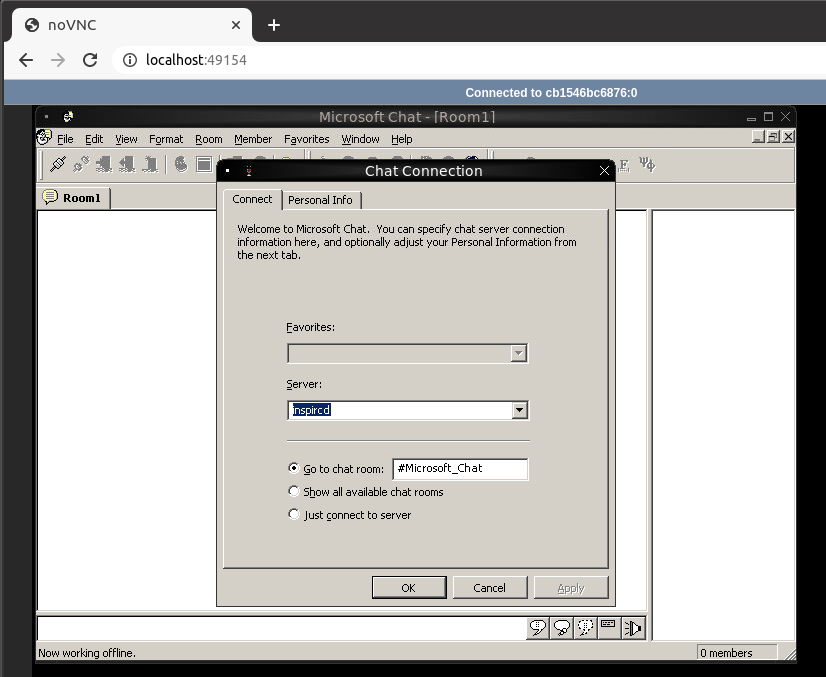 noVNC
localhost:49154
Connected to cb1546bc6876:0
Microsoft Chat - [Room1]
File Edit View Format Room Member Favorites Window Help
Chat Connection
Room1
Connect Personal Info
Welcome to Microsoft Chat. You can specify chat server connection
information here, and optionally adjust your Personal Information from
the next tab.
Favorites:
Server:
inspircd
Go to chat room: #Microsoft_Chat
Show all available chat rooms
Just connect to server
OK Cancel Apply
Now working offline.
0 members